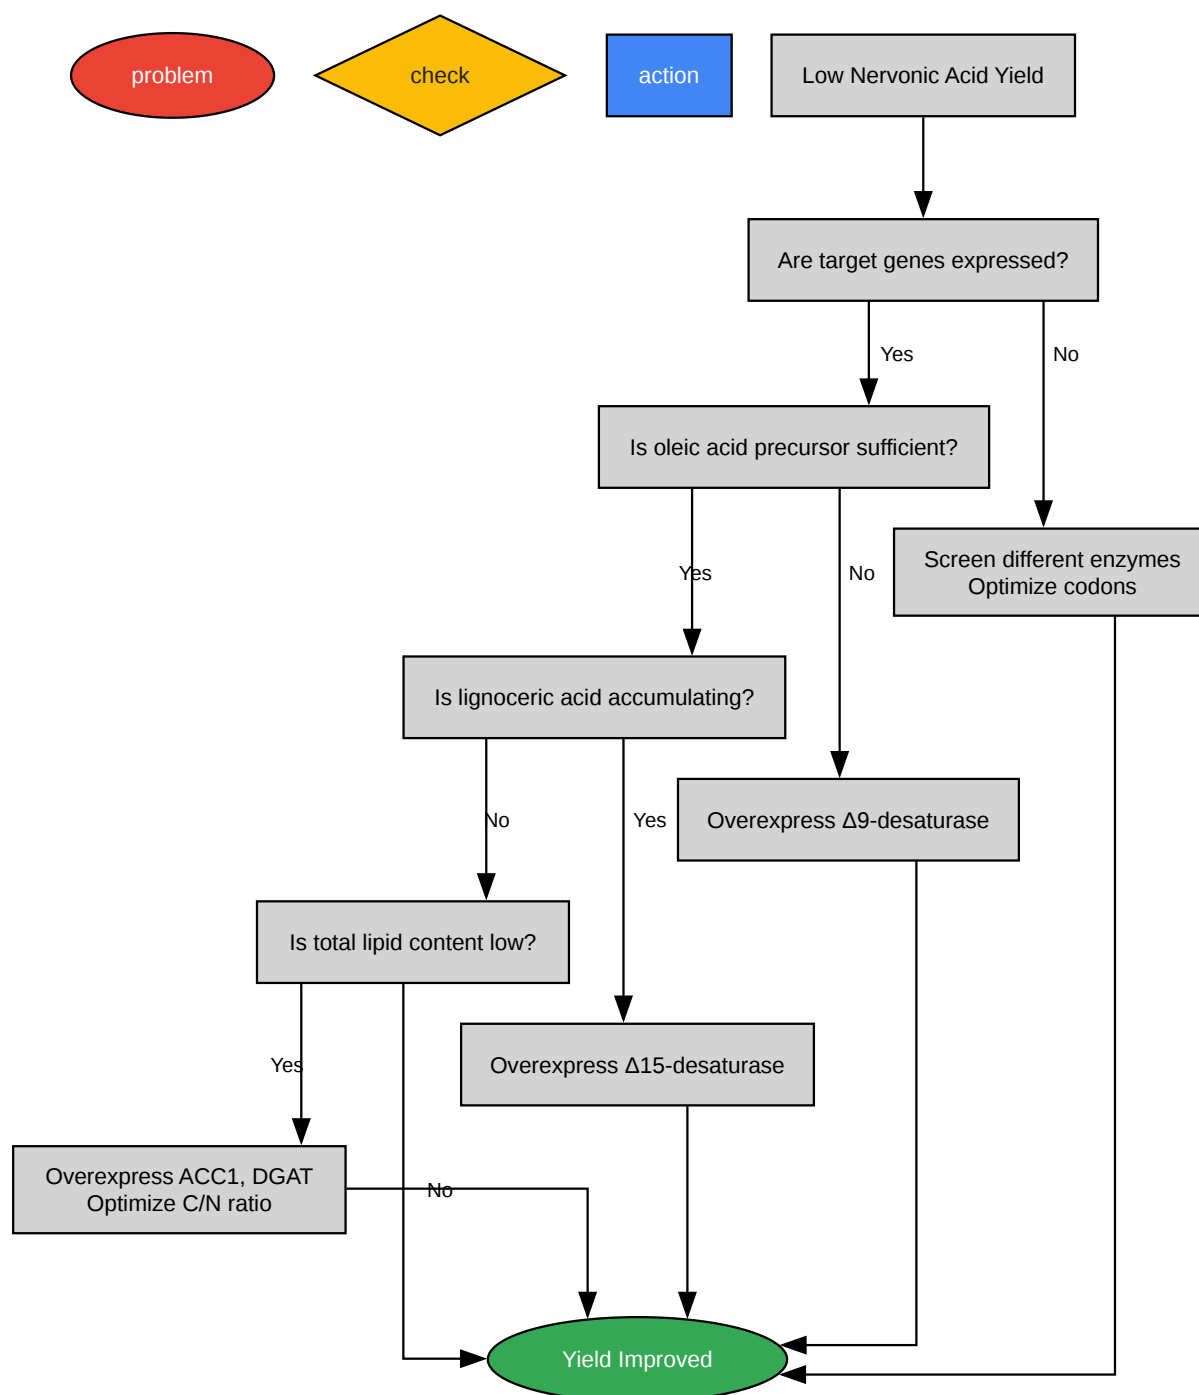 problem
check
action
Low Nervonic Acid Yield
Are target genes expressed?
Yes
No
Is oleic acid precursor sufficient?
Yes
No
Screen different enzymes
Optimize codons
Is lignoceric acid accumulating?
No
Yes
Overexpress Δ9-desaturase
Is total lipid content low?
Yes
Overexpress Δ15-desaturase
Overexpress ACC1, DGAT
Optimize C/N ratio
No
Yield Improved